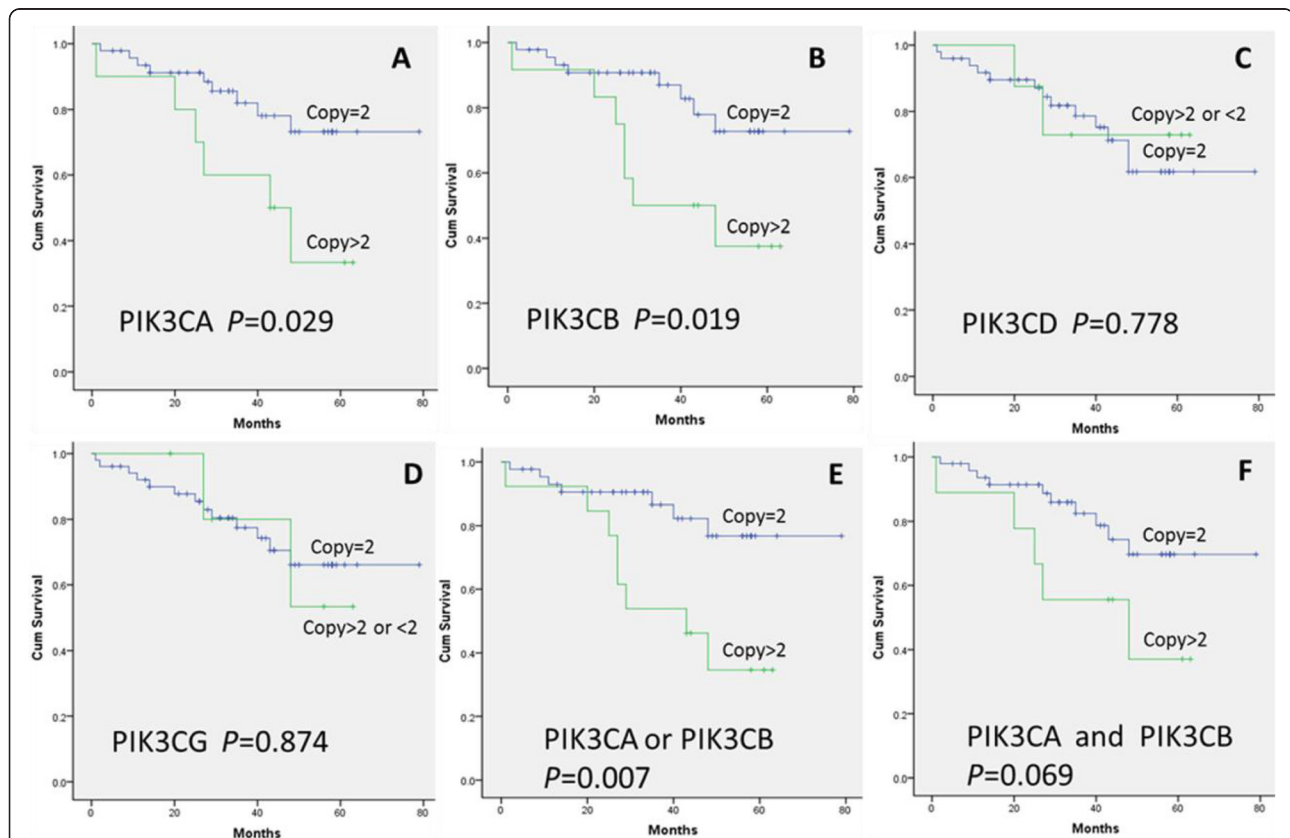 A
Cum Survival
1.0
0.8
0.6
0.4
0.2
0.0
Copy=2
Copy>2
PIK3CA P=0.029
0 20 40 60 80
Months
B
Cum Survival
1.0
0.8
0.6
0.4
0.2
0.0
Copy=2
Copy>2
PIK3CB P=0.019
0 20 40 60 80
Months
C
Cum Survival
1.0
0.8
0.6
0.4
0.2
0.0
Copy>2 or <2
Copy=2
PIK3CD P=0.778
0 20 40 60 80
Months
D
Cum Survival
1.0
0.8
0.6
0.4
0.2
0.0
Copy=2
Copy>2 or <2
PIK3CG P=0.874
0 20 40 60 80
Months
E
Cum Survival
1.0
0.8
0.6
0.4
0.2
0.0
Copy=2
Copy>2
PIK3CA or PIK3CB
P=0.007
0 20 40 60 80
Months
F
Cum Survival
1.0
0.8
0.6
0.4
0.2
0.0
Copy=2
Copy>2
PIK3CA and PIK3CB
P=0.069
0 20 40 60 80
Months